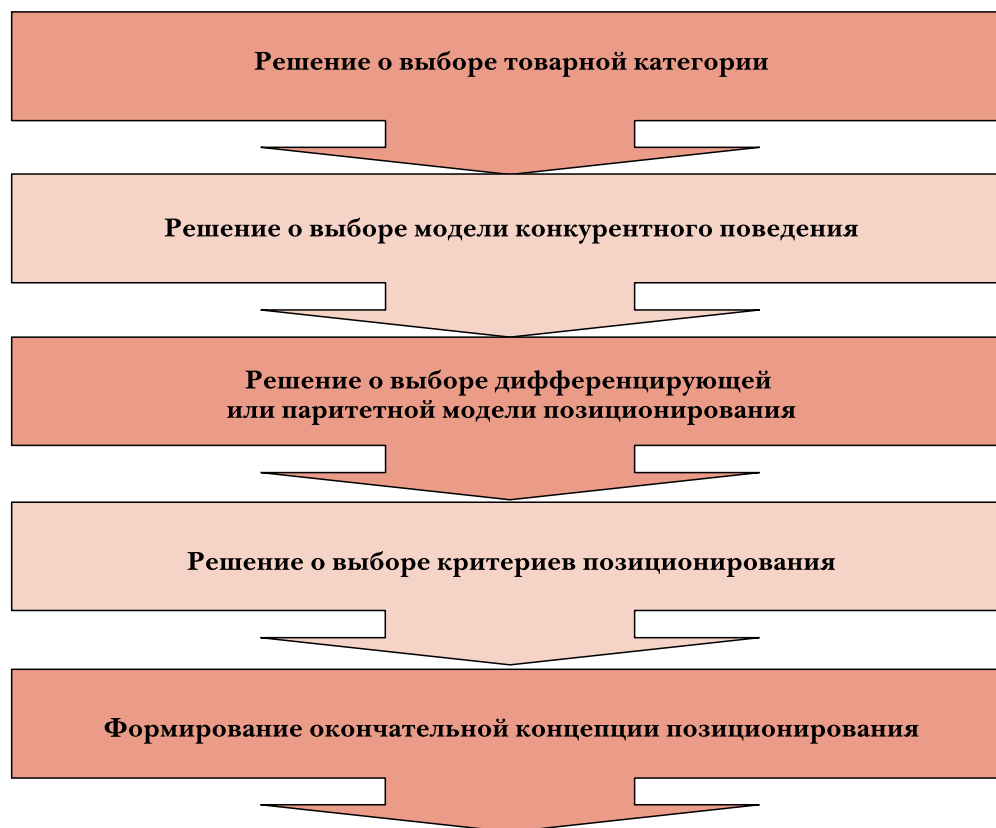 Решение о выборе товарной категории
Решение о выборе модели конкурентного поведения
Решение о выборе дифференцирующей
или паритетной модели позиционирования
Решение о выборе критериев позиционирования
Формирование окончательной концепции позиционирования